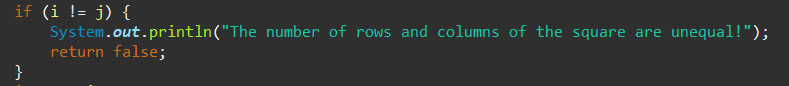 if (i != j) {
System.out.println("The number of rows and columns of the square are unequal!");
return false;
}